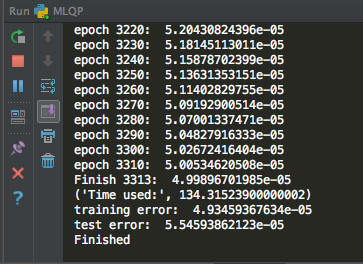 Run MLQP
epoch 3220:  5.20430824396e-05
epoch 3230:  5.18145113011e-05
epoch 3240:  5.15878702399e-05
epoch 3250:  5.13631353151e-05
epoch 3260:  5.11402829755e-05
epoch 3270:  5.09192900514e-05
epoch 3280:  5.07001337471e-05
epoch 3290:  5.04827916333e-05
epoch 3300:  5.02672416404e-05
epoch 3310:  5.00534620508e-05
Finish 3313:  4.99896701985e-05
('Time used:', 134.31523900000002)
training error:  4.93459367634e-05
test error:  5.54593862123e-05
Finished